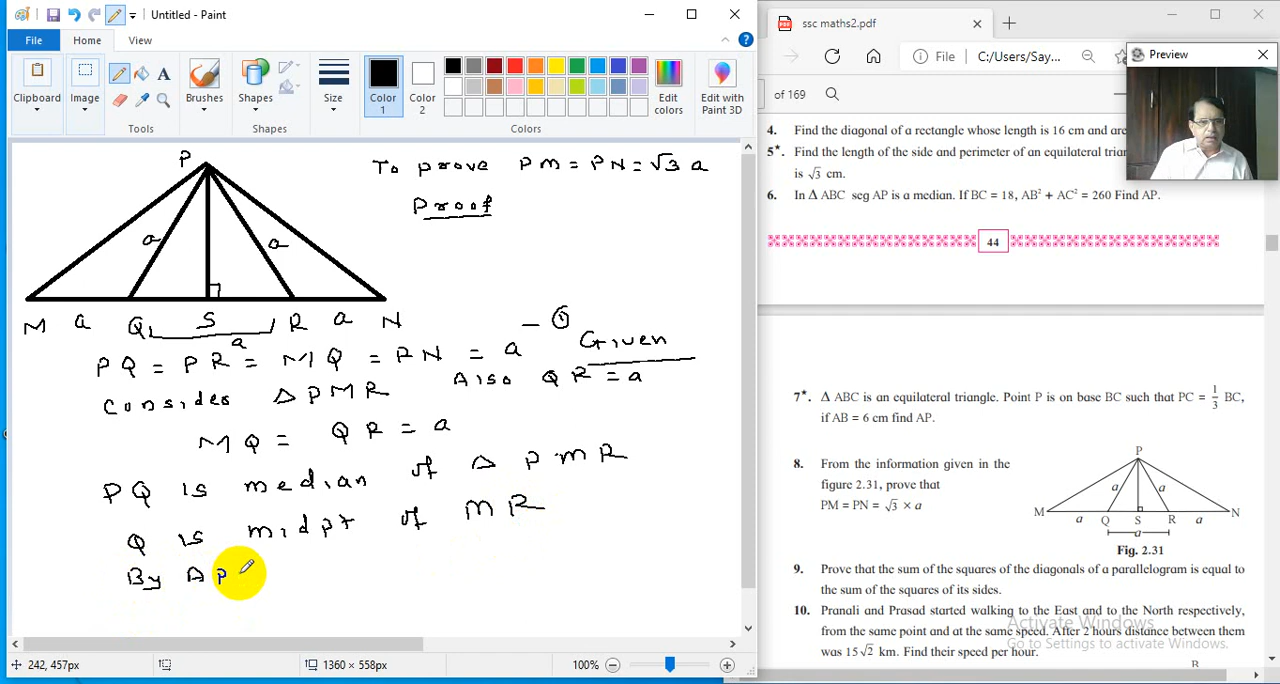 Untitled - Paint
File Home View
Clipboard
Image
Tools
Brushes
Shapes
Shapes
Size
Color 1
Color 2
Colors
Edit colors
Edit with Paint 3D
P
a a
M a Q S R a N
a
To prove PM = PN = √3 a
Proof
PQ = PR = MQ = RN = a — ① Given
Also QR = a
Consider Δ PMR
MQ = QR = a
PQ is median of Δ PMR
Q is midpt of MR
By AP
242, 457px
1360 × 558px
100%
ssc maths2.pdf
File C:/Users/Say...
of 169
Preview
4. Find the diagonal of a rectangle whose length is 16 cm and are
5★. Find the length of the side and perimeter of an equilateral trian
is √3 cm.
6. In Δ ABC seg AP is a median. If BC = 18, AB² + AC² = 260 Find AP.
44
7★. Δ ABC is an equilateral triangle. Point P is on base BC such that PC = 1/3 BC,
if AB = 6 cm find AP.
8. From the information given in the
figure 2.31, prove that
PM = PN = √3 × a
P
a a
M a Q S R a N
a
Fig. 2.31
9. Prove that the sum of the squares of the diagonals of a parallelogram is equal to
the sum of the squares of its sides.
10. Pranali and Prasad started walking to the East and to the North respectively,
from the same point and at the same speed. After 2 hours distance between them
was 15√2 km. Find their speed per hour.
Activate Windows
Go to Settings to activate Windows.